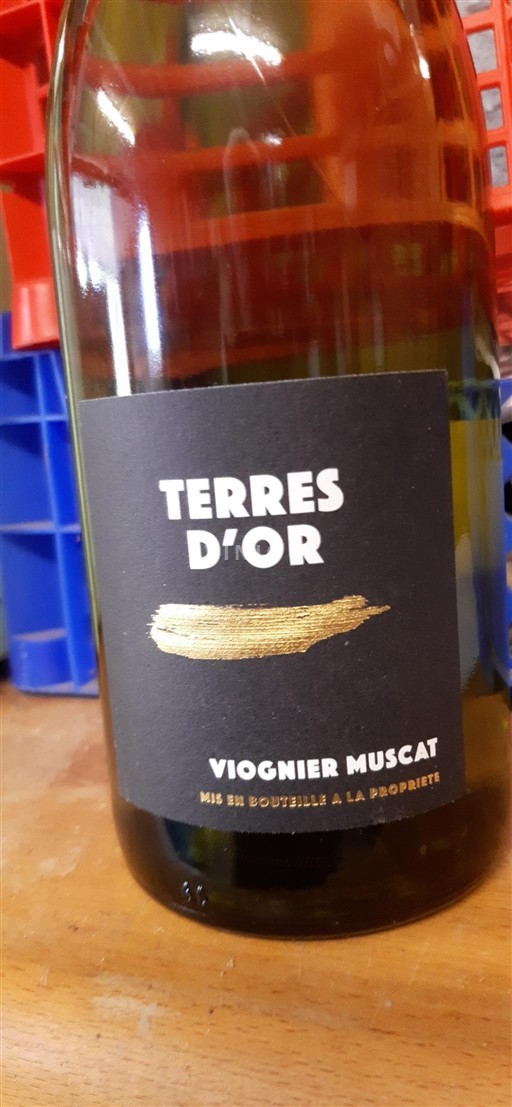 TERRES
D'OR
VIOGNIER MUSCAT
MIS EN BOUTEILLE A LA PROPRIETE